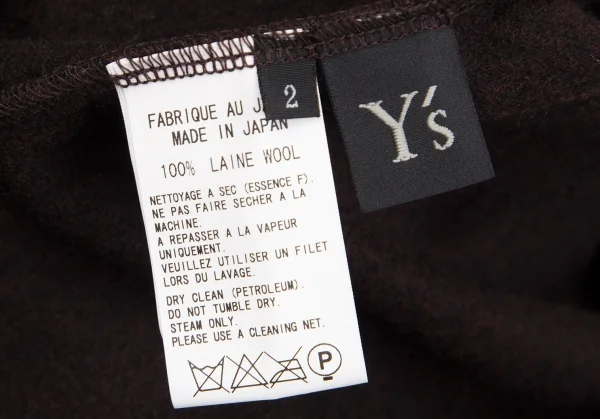 2
Y's
FABRIQUE AU J
MADE IN JAPAN
100% LAINE WOOL
NETTOYAGE A SEC (ESSENCE F).
NE PAS FAIRE SECHER A LA
MACHINE.
A REPASSER A LA VAPEUR
UNIQUEMENT.
VEUILLEZ UTILISER UN FILET
LORS DU LAVAGE.
DRY CLEAN (PETROLEUM).
DO NOT TUMBLE DRY.
STEAM ONLY.
PLEASE USE A CLEANING NET.
P